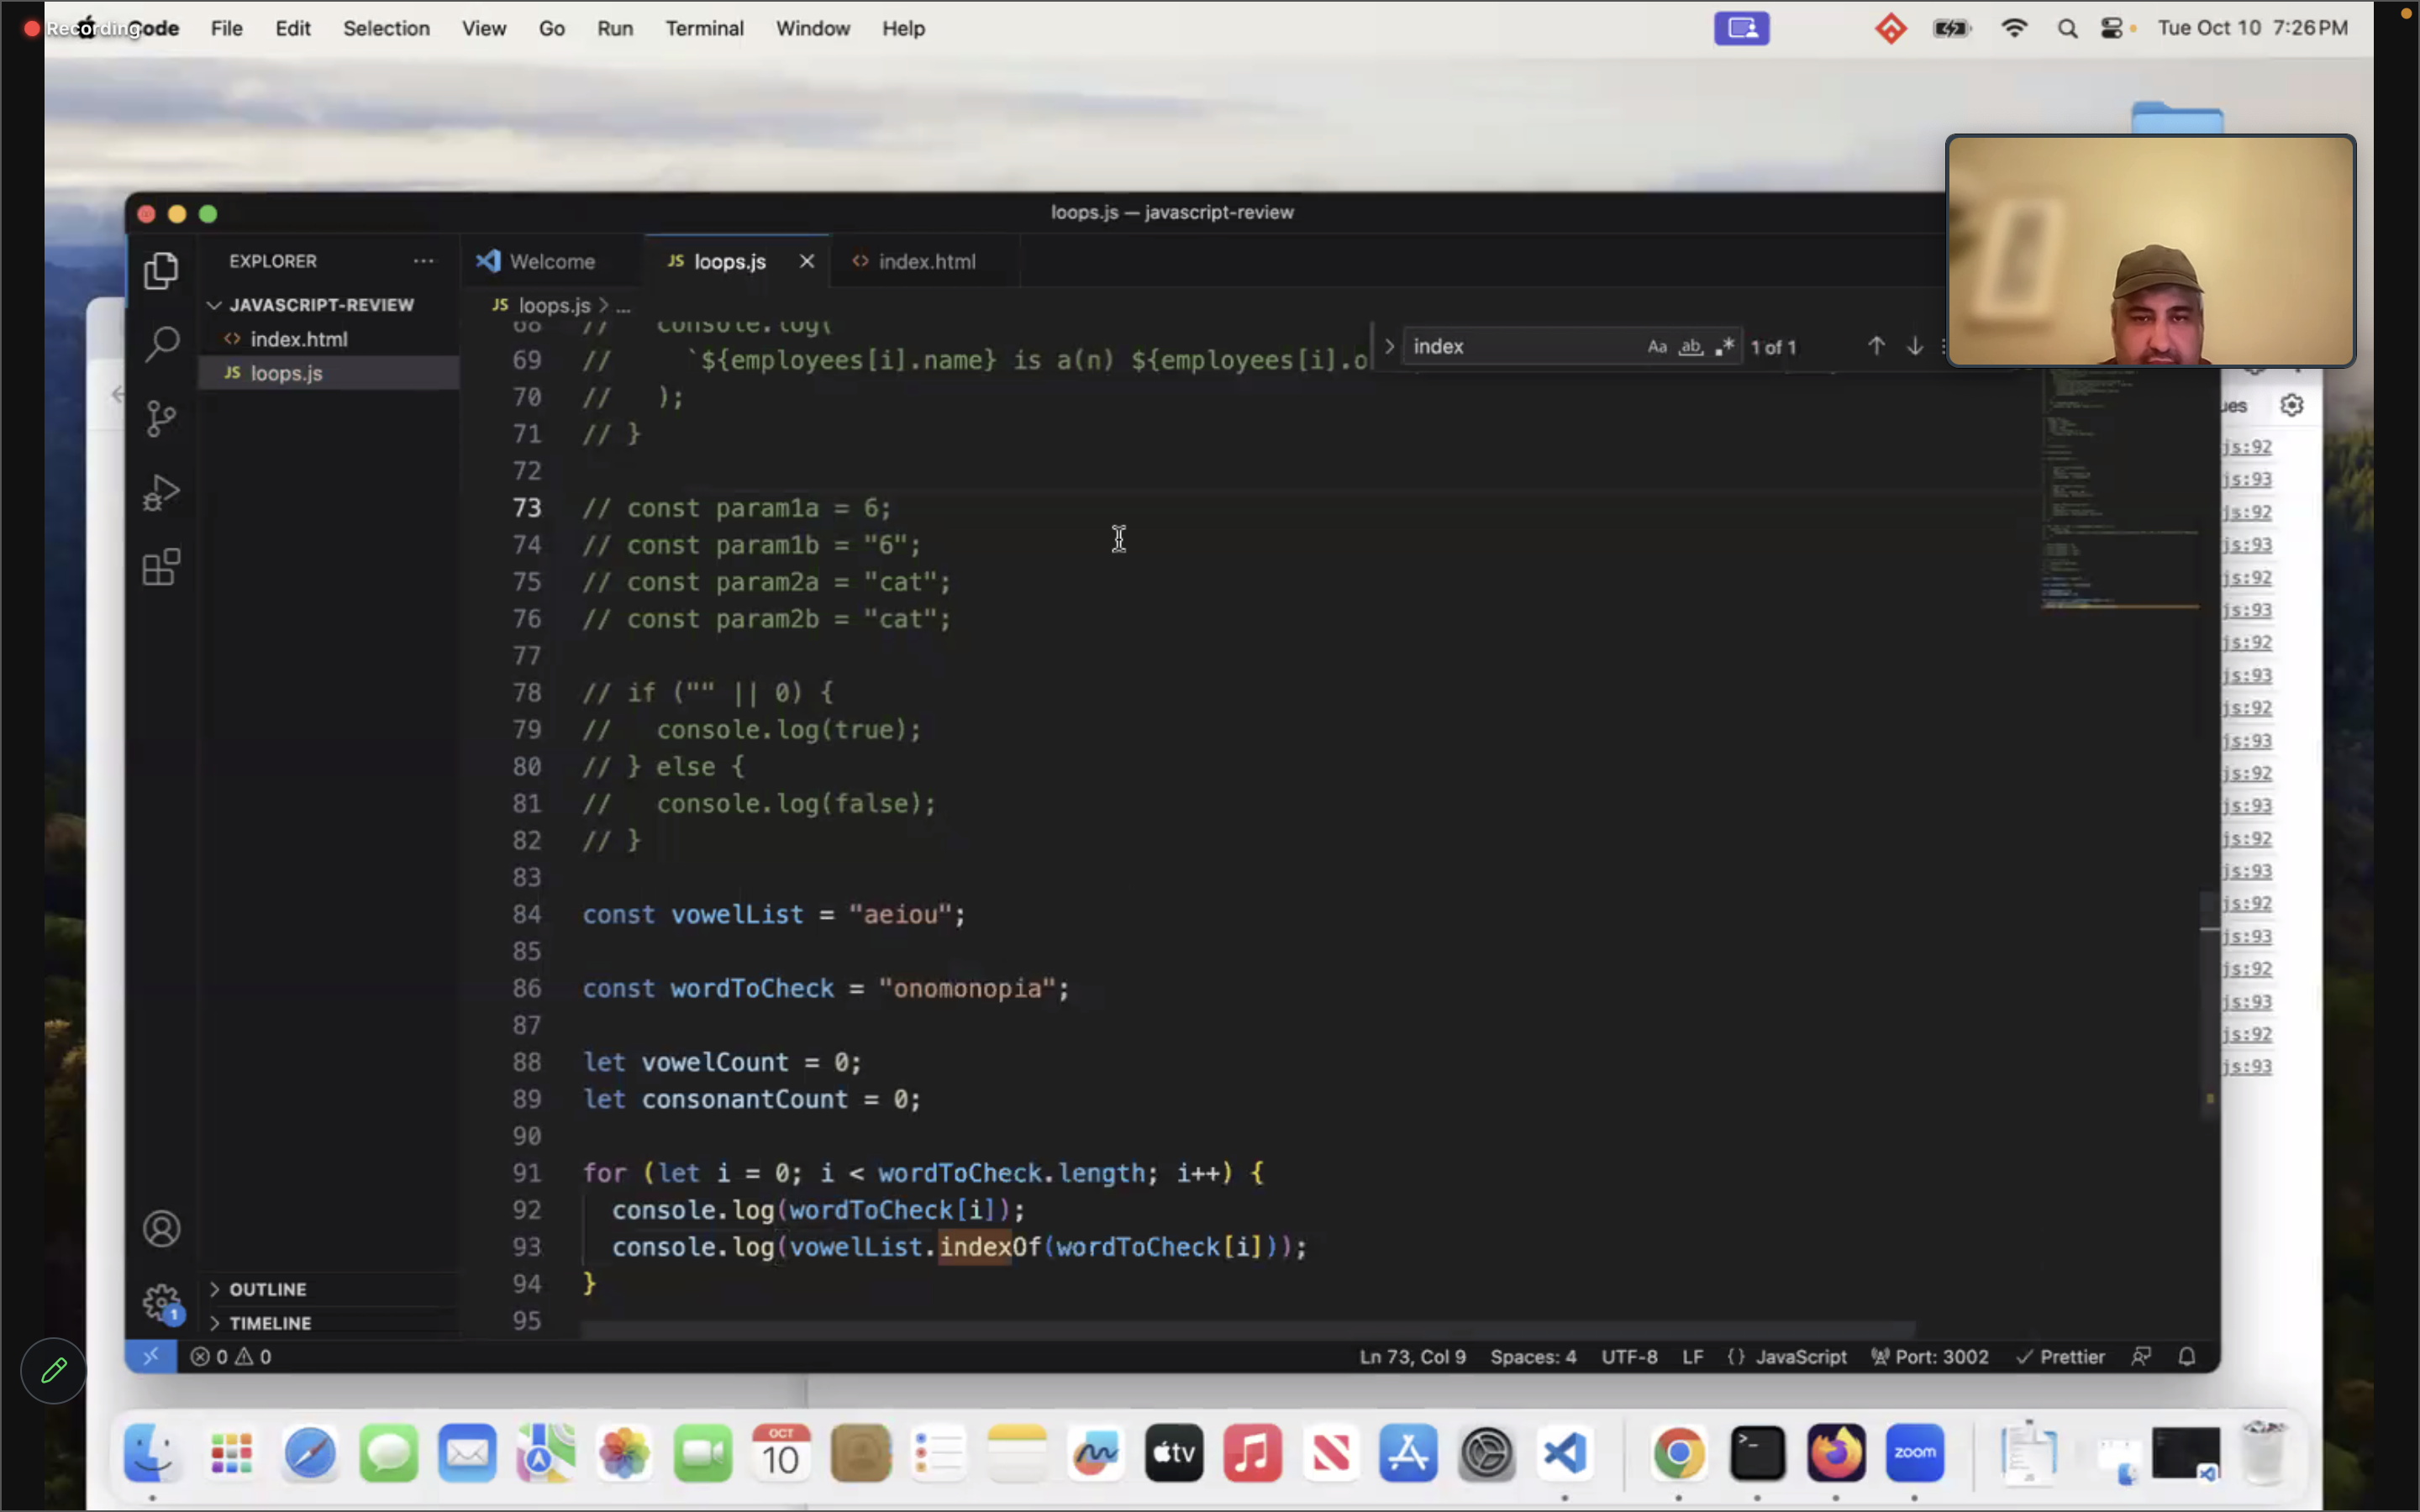 Recording
Code File Edit Selection View Go Run Terminal Window Help
Tue Oct 10 7:26 PM
loops.js — javascript-review
EXPLORER
Welcome
JS loops.js
<> index.html
JAVASCRIPT-REVIEW
<> index.html
JS loops.js
JS loops.js > ...
index
Aa ab .* 1 of 1
68 // console.log(
69 // `${employees[i].name} is a(n) ${employees[i].o
70 // );
71 // }
72
73 // const param1a = 6;
74 // const param1b = "6";
75 // const param2a = "cat";
76 // const param2b = "cat";
77
78 // if ("" || 0) {
79 // console.log(true);
80 // } else {
81 // console.log(false);
82 // }
83
84 const vowelList = "aeiou";
85
86 const wordToCheck = "onomonopia";
87
88 let vowelCount = 0;
89 let consonantCount = 0;
90
91 for (let i = 0; i < wordToCheck.length; i++) {
92 console.log(wordToCheck[i]);
93 console.log(vowelList.indexOf(wordToCheck[i]));
94 }
95
ues
js:92
js:93
js:92
js:93
js:92
js:93
js:92
js:93
js:92
js:93
js:92
js:93
js:92
js:93
js:92
js:93
js:92
js:93
js:92
js:93
OUTLINE
TIMELINE
1
0 0
Ln 73, Col 9 Spaces: 4 UTF-8 LF {} JavaScript Port: 3002 Prettier
OCT
10
tv
zoom